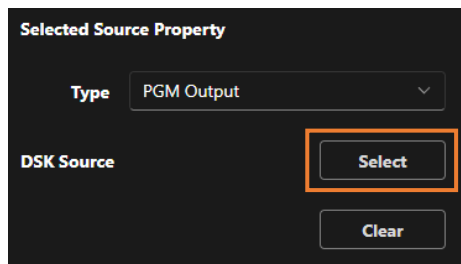 Selected Source Property
Type PGM Output
DSK Source Select
Clear